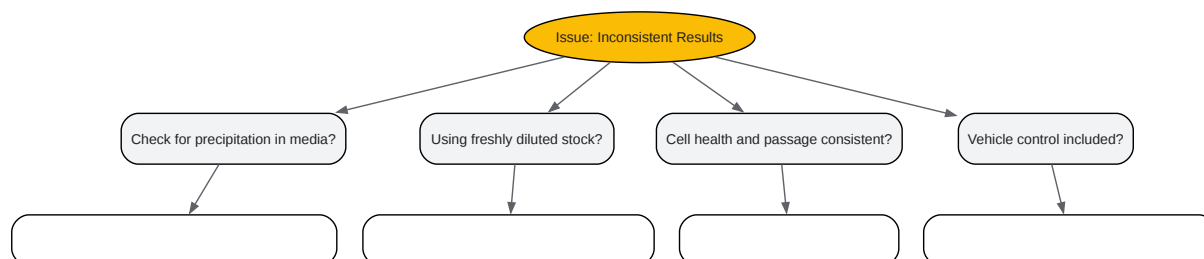 Issue: Inconsistent Results
Check for precipitation in media?
Using freshly diluted stock?
Cell health and passage consistent?
Vehicle control included?